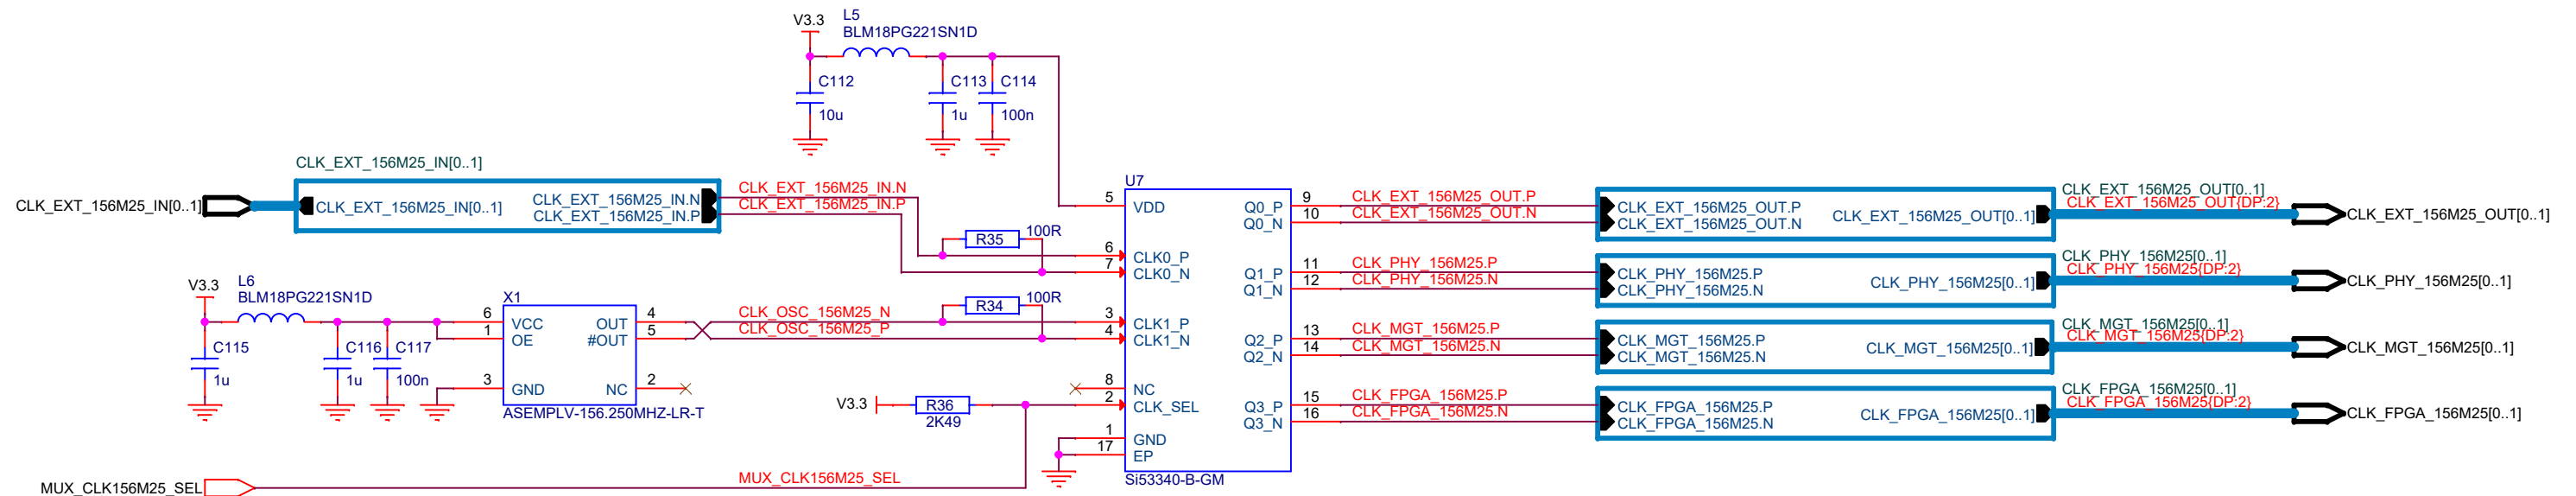 V3.3
L5
BLM18PG221SN1D
C112
10u
C113
1u
C114
100n
CLK_EXT_156M25_IN[0..1]
CLK_EXT_156M25_IN[0..1]
CLK_EXT_156M25_IN[0..1]
CLK_EXT_156M25_IN.N
CLK_EXT_156M25_IN.P
CLK_EXT_156M25_IN.N
CLK_EXT_156M25_IN.P
R35
100R
V3.3
L6
BLM18PG221SN1D
C115
1u
C116
1u
C117
100n
X1
6
VCC
1
OE
3
GND
OUT
4
#OUT
5
NC
2
ASEMPLV-156.250MHZ-LR-T
CLK_OSC_156M25_N
CLK_OSC_156M25_P
R34
100R
V3.3
R36
2K49
MUX_CLK156M25_SEL
MUX_CLK156M25_SEL
U7
5
VDD
6
CLK0_P
7
CLK0_N
3
CLK1_P
4
CLK1_N
8
NC
2
CLK_SEL
1
GND
17
EP
Q0_P
9
Q0_N
10
Q1_P
11
Q1_N
12
Q2_P
13
Q2_N
14
Q3_P
15
Q3_N
16
Si53340-B-GM
CLK_EXT_156M25_OUT.P
CLK_EXT_156M25_OUT.N
CLK_EXT_156M25_OUT.P
CLK_EXT_156M25_OUT.N
CLK_EXT_156M25_OUT[0..1]
CLK_EXT_156M25_OUT[0..1]
CLK_EXT_156M25_OUT{DP:2}
CLK_EXT_156M25_OUT[0..1]
CLK_PHY_156M25.P
CLK_PHY_156M25.N
CLK_PHY_156M25.P
CLK_PHY_156M25.N
CLK_PHY_156M25[0..1]
CLK_PHY_156M25[0..1]
CLK_PHY_156M25{DP:2}
CLK_PHY_156M25[0..1]
CLK_MGT_156M25.P
CLK_MGT_156M25.N
CLK_MGT_156M25.P
CLK_MGT_156M25.N
CLK_MGT_156M25[0..1]
CLK_MGT_156M25[0..1]
CLK_MGT_156M25{DP:2}
CLK_MGT_156M25[0..1]
CLK_FPGA_156M25.P
CLK_FPGA_156M25.N
CLK_FPGA_156M25.P
CLK_FPGA_156M25.N
CLK_FPGA_156M25[0..1]
CLK_FPGA_156M25[0..1]
CLK_FPGA_156M25{DP:2}
CLK_FPGA_156M25[0..1]